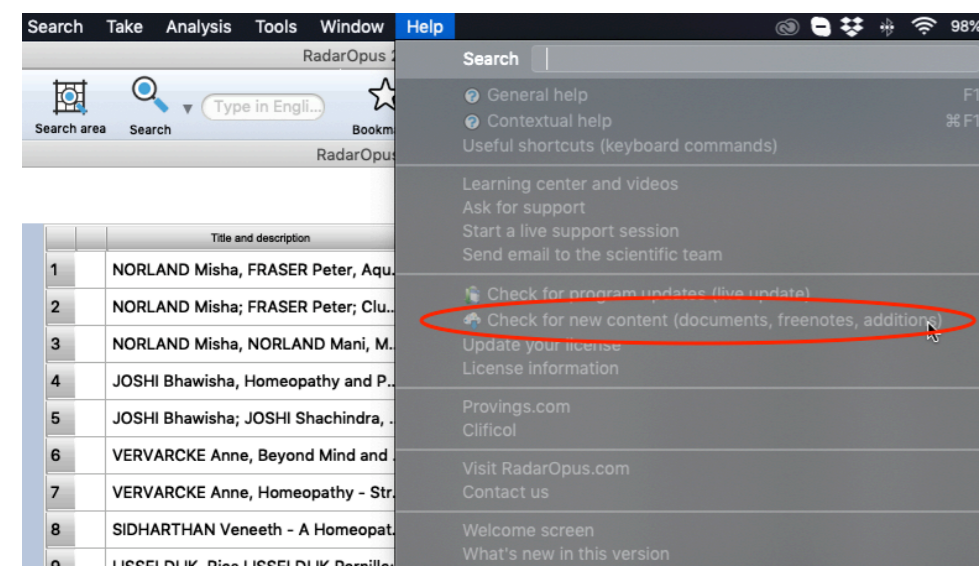 Search Take Analysis Tools Window Help 98%
RadarOpus
Search
Type in Engli...
Search area Search Bookm
RadarOpus
General help F1
Contextual help ⌘F1
Useful shortcuts (keyboard commands)
Learning center and videos
Ask for support
Start a live support session
Send email to the scientific team
Check for program updates (live update)
Check for new content (documents, freenotes, additions)
Update your license
License information
Provings.com
Clificol
Visit RadarOpus.com
Contact us
Welcome screen
What's new in this version
Title and description
1 NORLAND Misha, FRASER Peter, Aqu.
2 NORLAND Misha; FRASER Peter; Clu..
3 NORLAND Misha, NORLAND Mani, M.
4 JOSHI Bhawisha, Homeopathy and P..
5 JOSHI Bhawisha; JOSHI Shachindra, .
6 VERVARCKE Anne, Beyond Mind and .
7 VERVARCKE Anne, Homeopathy - Str.
8 SIDHARTHAN Veneeth - A Homeopat.